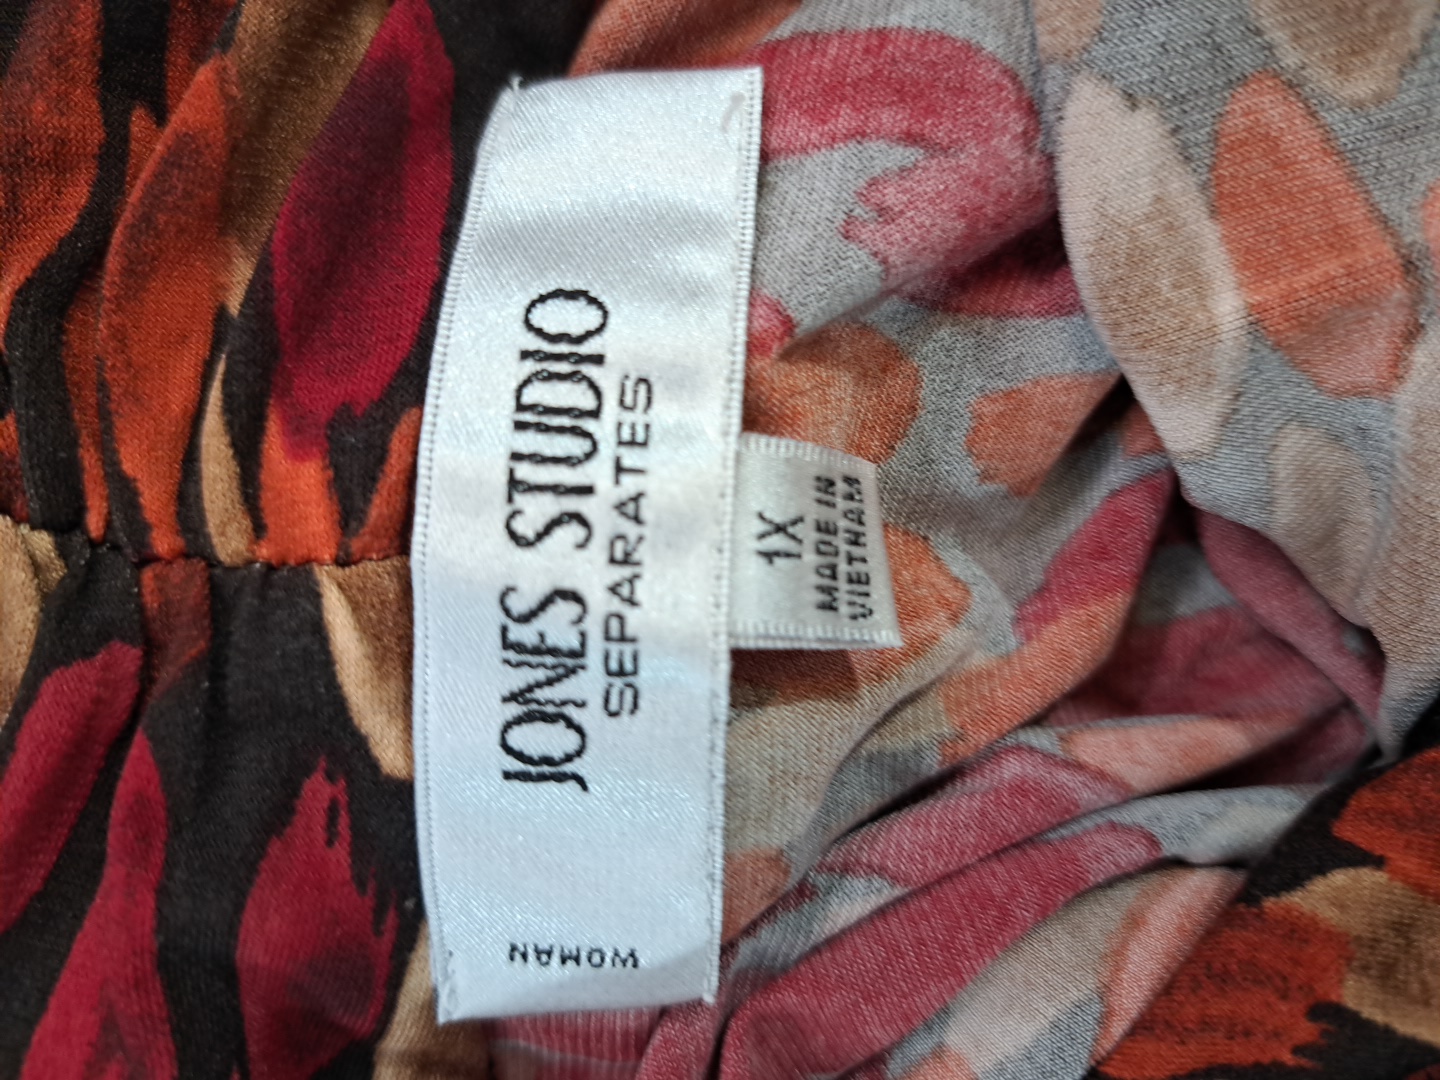 JONES STUDIO
SEPARATES
WOMAN
1X
MADE IN
VIETNAM